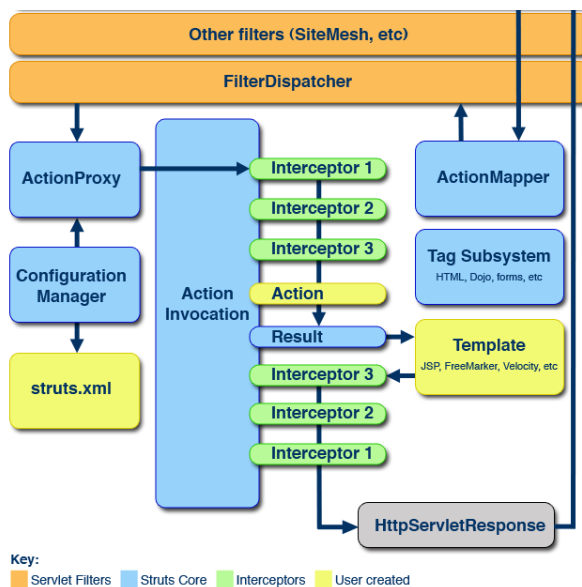 Other filters (SiteMesh, etc)
FilterDispatcher
ActionProxy
Interceptor 1
ActionMapper
Interceptor 2
Interceptor 3
Tag Subsystem
HTML, Dojo, forms, etc
Configuration
Manager
Action
Invocation
Action
Result
Template
JSP, FreeMarker, Velocity, etc
struts.xml
Interceptor 3
Interceptor 2
Interceptor 1
HttpServletResponse
Key:
Servlet Filters
Struts Core
Interceptors
User created